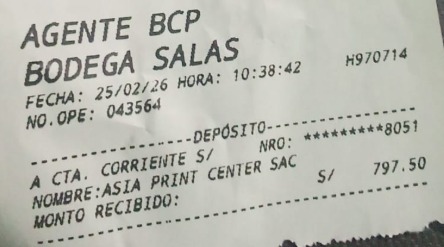 AGENTE BCP
BODEGA SALAS
FECHA: 25/02/26 HORA: 10:38:42 H970714
NO.OPE: 043564
--------------------DEPÓSITO--------------------
A CTA. CORRIENTE S/ NRO: *********8051
NOMBRE:ASIA PRINT CENTER SAC
MONTO RECIBIDO: S/ 797.50